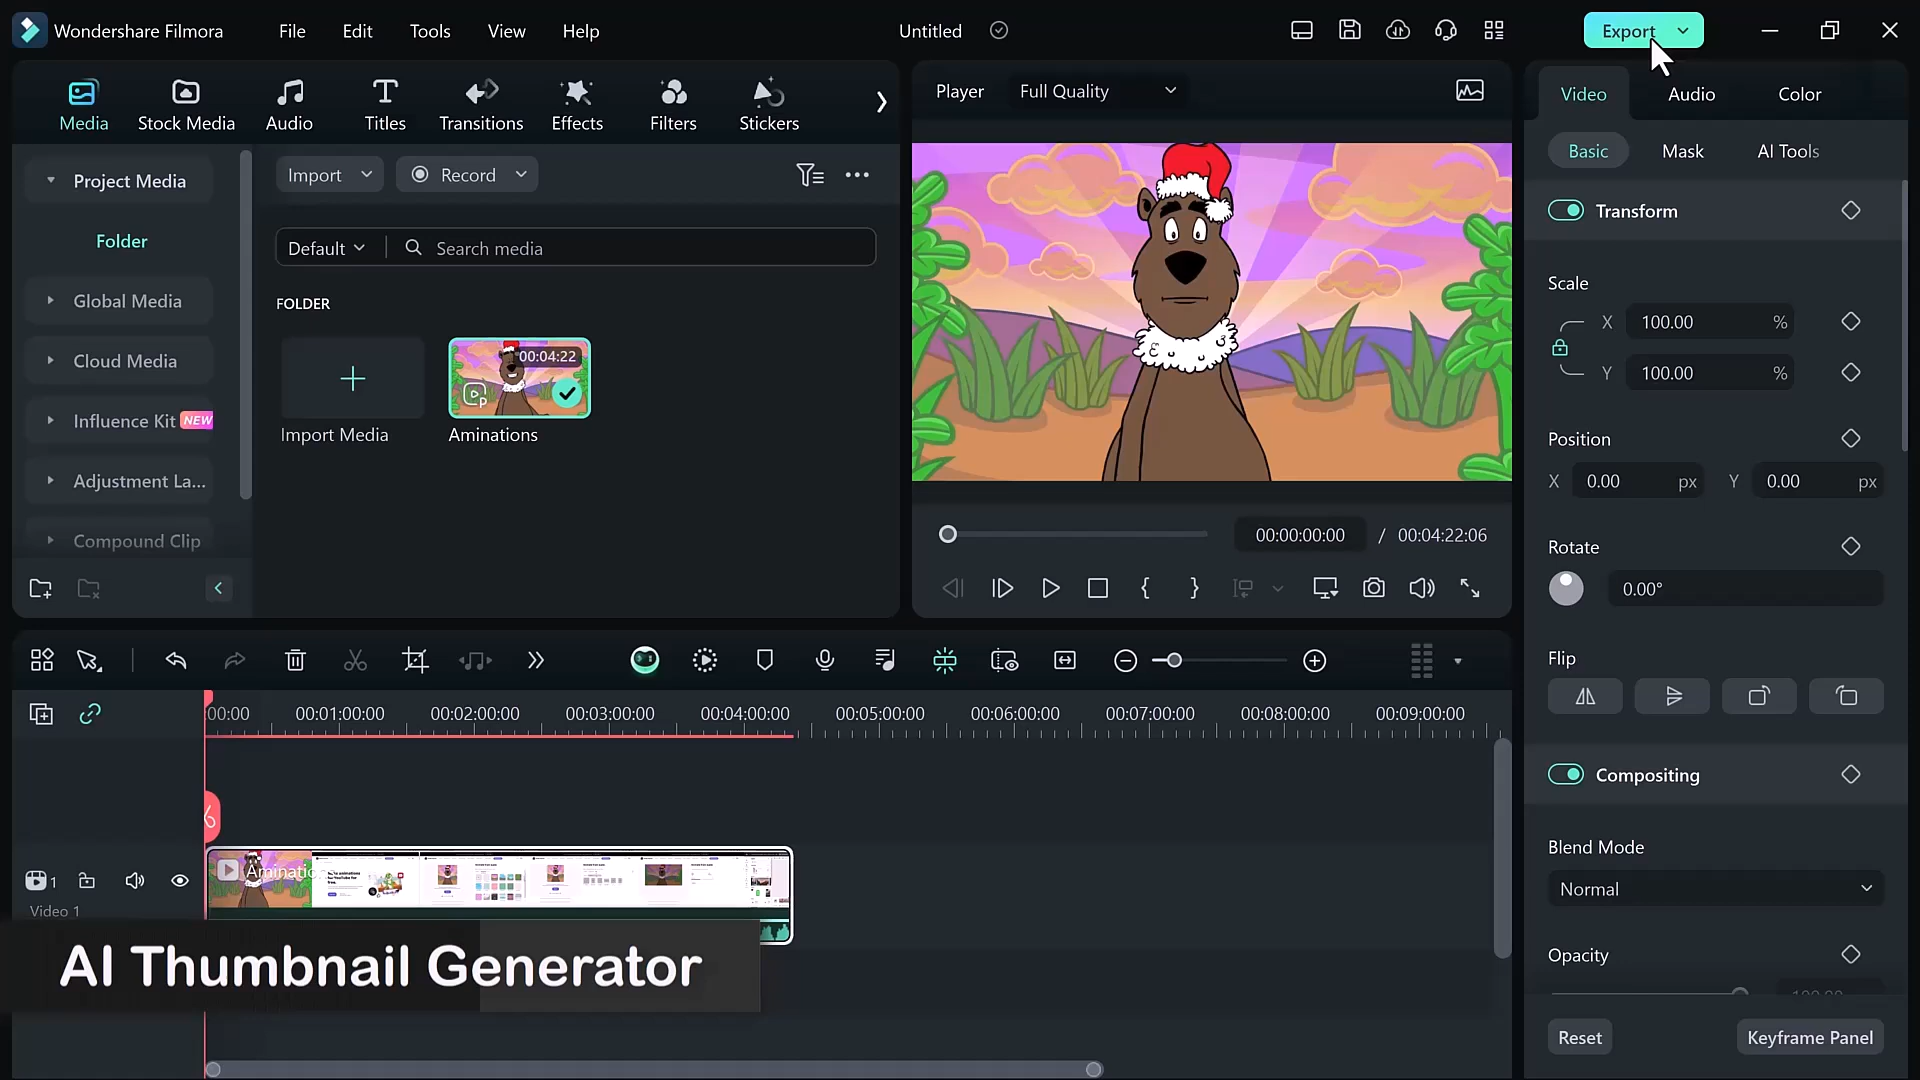 Wondershare Filmora
File
Edit
Tools
View
Help
Untitled
Export
Media
Stock Media
Audio
Titles
Transitions
Effects
Filters
Stickers
Project Media
Folder
Global Media
Cloud Media
Influence Kit NEW
Adjustment La...
Compound Clip
Import
Record
Default
Search media
FOLDER
Import Media
00:04:22
Aminations
Player
Full Quality
00:00:00:00 / 00:04:22:06
Video
Audio
Color
Basic
Mask
AI Tools
Transform
Scale
X 100.00 %
Y 100.00 %
Position
X 0.00 px Y 0.00 px
Rotate
0.00°
Flip
Compositing
Blend Mode
Normal
Opacity
Reset
Keyframe Panel
:00:00
00:01:00:00
00:02:00:00
00:03:00:00
00:04:00:00
00:05:00:00
00:06:00:00
00:07:00:00
00:08:00:00
00:09:00:00
1
Video 1
AI Thumbnail Generator